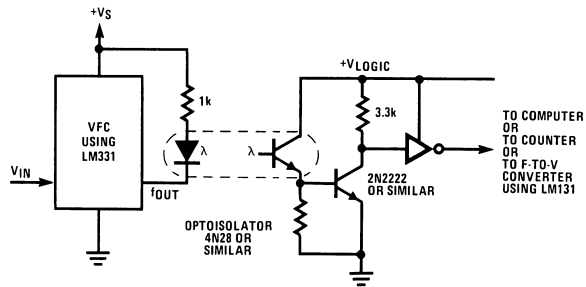 +VS
+VLOGIC
1k
3.3k
VFC
USING
LM331
λ
λ
TO COMPUTER
OR
TO COUNTER
OR
TO F-TO-V
CONVERTER
USING LM131
VIN
fOUT
2N2222
OR SIMILAR
OPTOISOLATOR
4N28 OR
SIMILAR